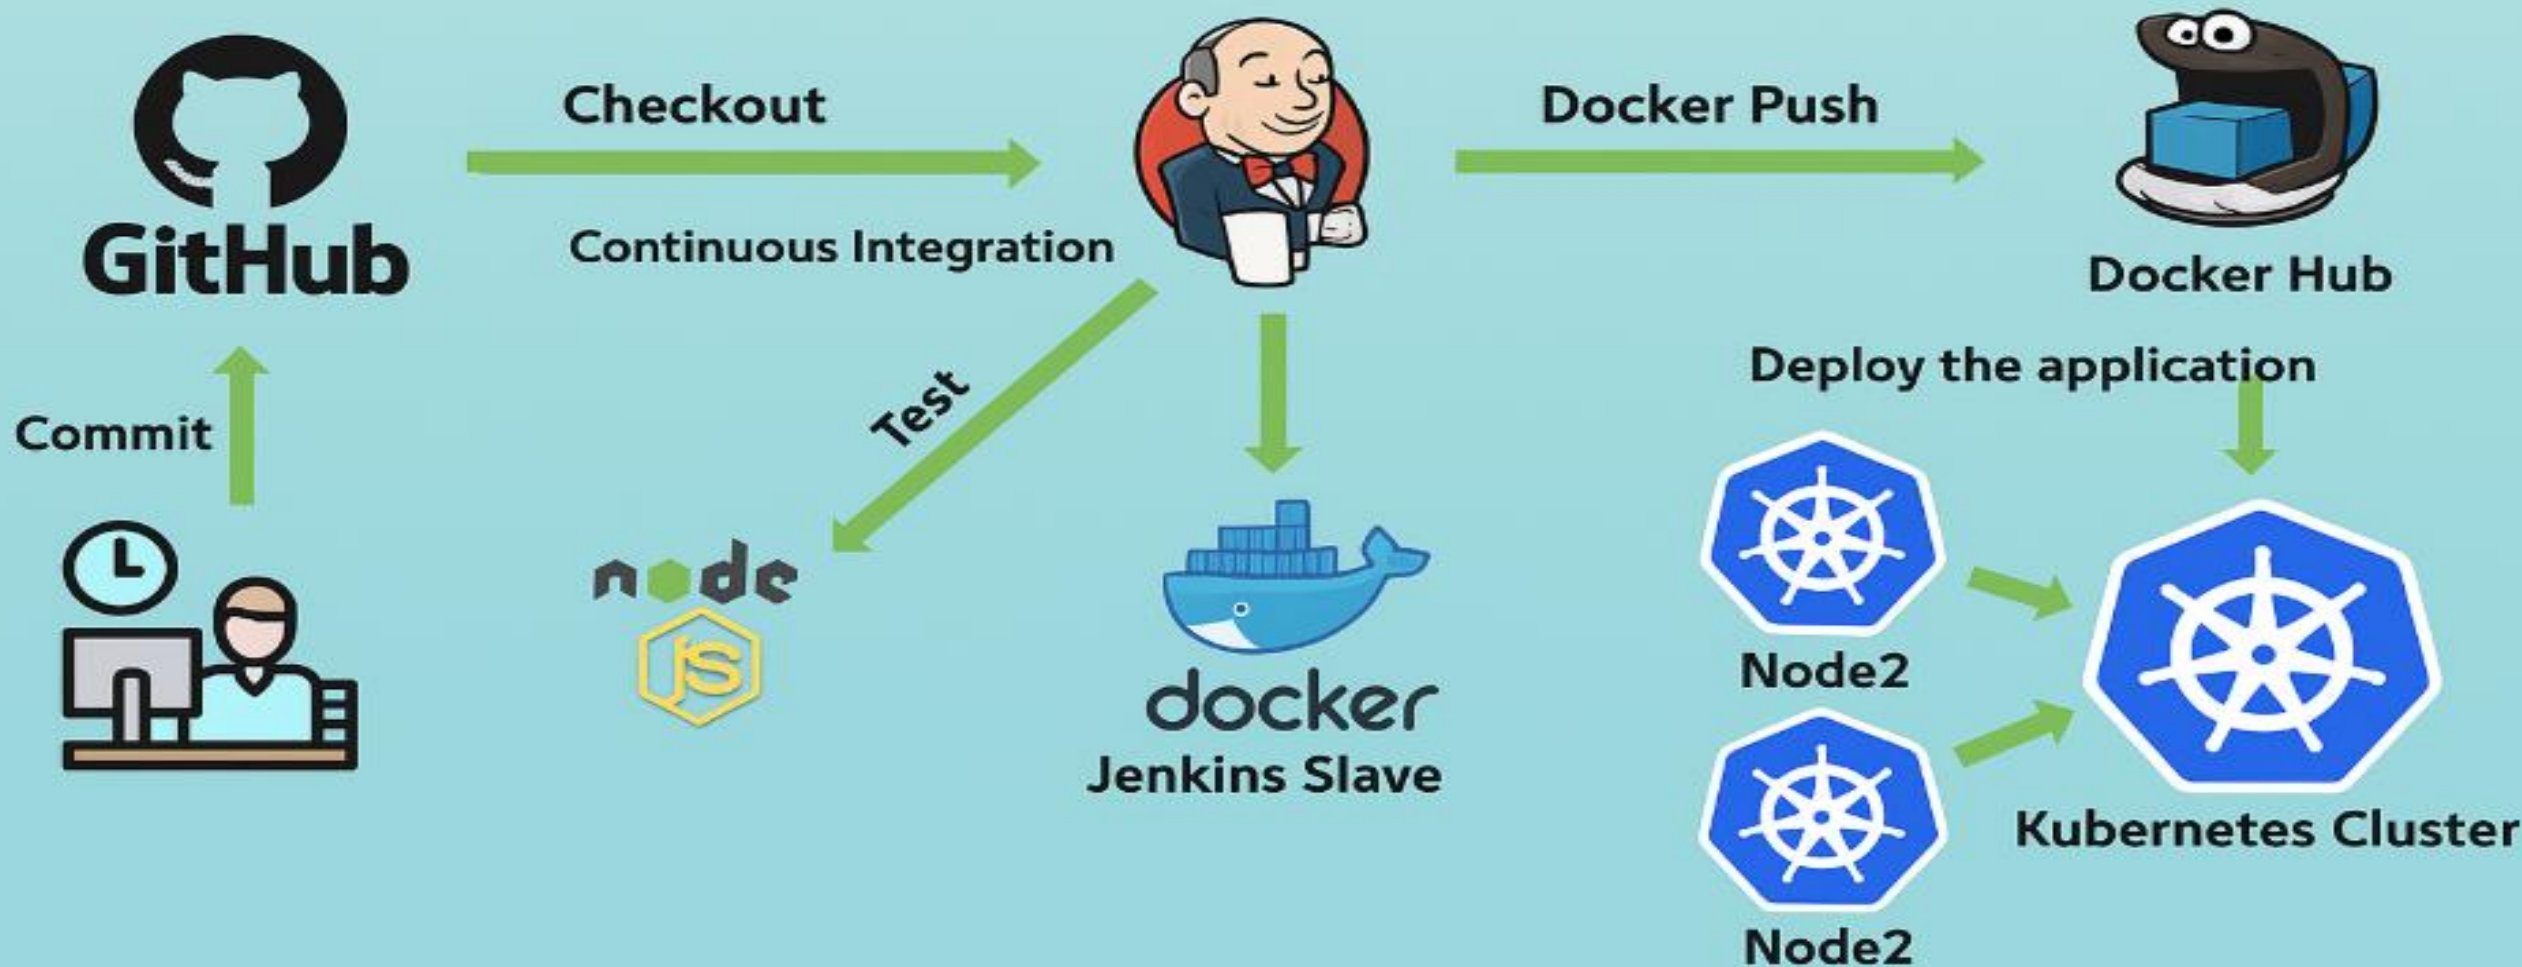 Checkout
Docker Push
GitHub
Continuous Integration
Docker Hub
Deploy the application
Commit
Test
node
JS
docker
Jenkins Slave
Node2
Kubernetes Cluster
Node2